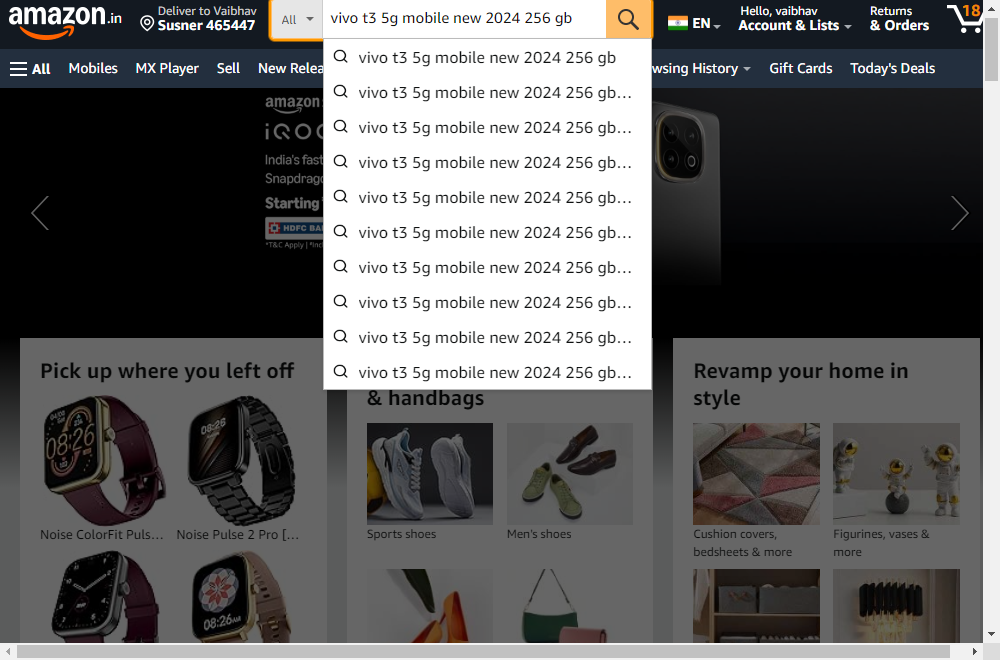 amazon.in
Deliver to Vaibhav
Susner 465447
All
vivo t3 5g mobile new 2024 256 gb
EN
Hello, vaibhav
Account & Lists
Returns
& Orders
18
All
Mobiles
MX Player
Sell
New Relea
wsing History
Gift Cards
Today's Deals
vivo t3 5g mobile new 2024 256 gb
vivo t3 5g mobile new 2024 256 gb...
vivo t3 5g mobile new 2024 256 gb...
vivo t3 5g mobile new 2024 256 gb...
vivo t3 5g mobile new 2024 256 gb...
vivo t3 5g mobile new 2024 256 gb...
vivo t3 5g mobile new 2024 256 gb...
vivo t3 5g mobile new 2024 256 gb...
vivo t3 5g mobile new 2024 256 gb...
vivo t3 5g mobile new 2024 256 gb...
amazon
iQOO
India's fast
Snapdrago
Starting
HDFC BA
*T&C Apply | *Inc
Pick up where you left off
08:26
08:26
Noise ColorFit Puls...
Noise Pulse 2 Pro [...
08:26
& handbags
Sports shoes
Men's shoes
Revamp your home in
style
Cushion covers,
bedsheets & more
Figurines, vases &
more